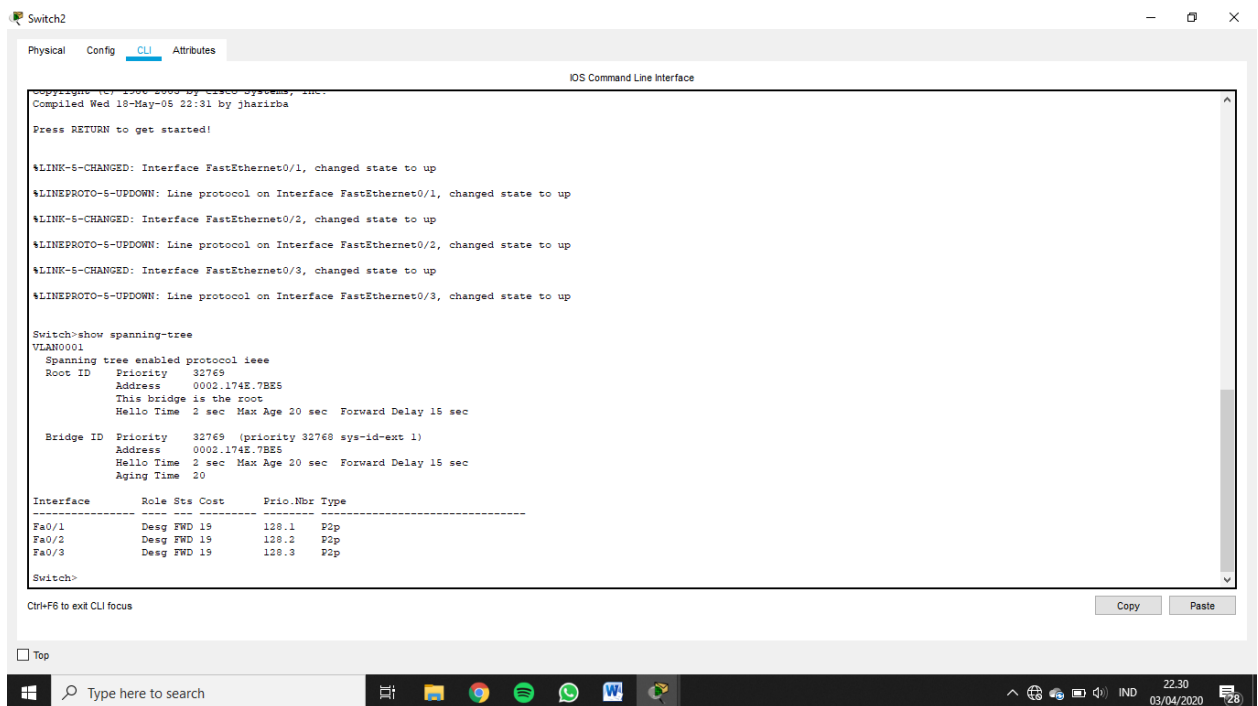 Switch2
Physical Config CLI Attributes
IOS Command Line Interface
Compiled Wed 18-May-05 22:31 by jharirba
Press RETURN to get started!
%LINK-5-CHANGED: Interface FastEthernet0/1, changed state to up
%LINEPROTO-5-UPDOWN: Line protocol on Interface FastEthernet0/1, changed state to up
%LINK-5-CHANGED: Interface FastEthernet0/2, changed state to up
%LINEPROTO-5-UPDOWN: Line protocol on Interface FastEthernet0/2, changed state to up
%LINK-5-CHANGED: Interface FastEthernet0/3, changed state to up
%LINEPROTO-5-UPDOWN: Line protocol on Interface FastEthernet0/3, changed state to up
Switch>show spanning-tree
VLAN0001
Spanning tree enabled protocol ieee
Root ID Priority 32769
Address 0002.174E.7BE5
This bridge is the root
Hello Time 2 sec Max Age 20 sec Forward Delay 15 sec
Bridge ID Priority 32769 (priority 32768 sys-id-ext 1)
Address 0002.174E.7BE5
Hello Time 2 sec Max Age 20 sec Forward Delay 15 sec
Aging Time 20
Interface Role Sts Cost Prio.Nbr Type
---------------- ---- --- --------- -------- --------------------------------
Fa0/1 Desg FWD 19 128.1 P2p
Fa0/2 Desg FWD 19 128.2 P2p
Fa0/3 Desg FWD 19 128.3 P2p
Switch>
Ctrl+F6 to exit CLI focus
Copy Paste
Top
Type here to search
IND
22.30
03/04/2020
28